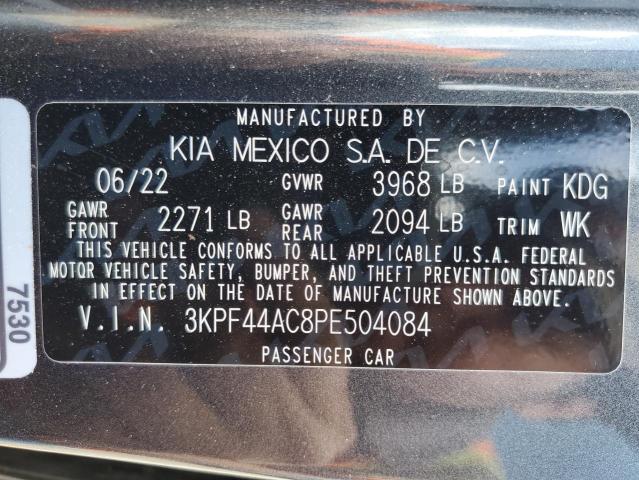 MANUFACTURED BY
KIA MEXICO S.A. DE C.V.
06/22 GVWR 3968 LB PAINT KDG
GAWR FRONT 2271 LB GAWR REAR 2094 LB TRIM WK
THIS VEHICLE CONFORMS TO ALL APPLICABLE U.S.A. FEDERAL
MOTOR VEHICLE SAFETY, BUMPER, AND THEFT PREVENTION STANDARDS
IN EFFECT ON THE DATE OF MANUFACTURE SHOWN ABOVE.
V.I.N. 3KPF44AC8PE504084
PASSENGER CAR
7530